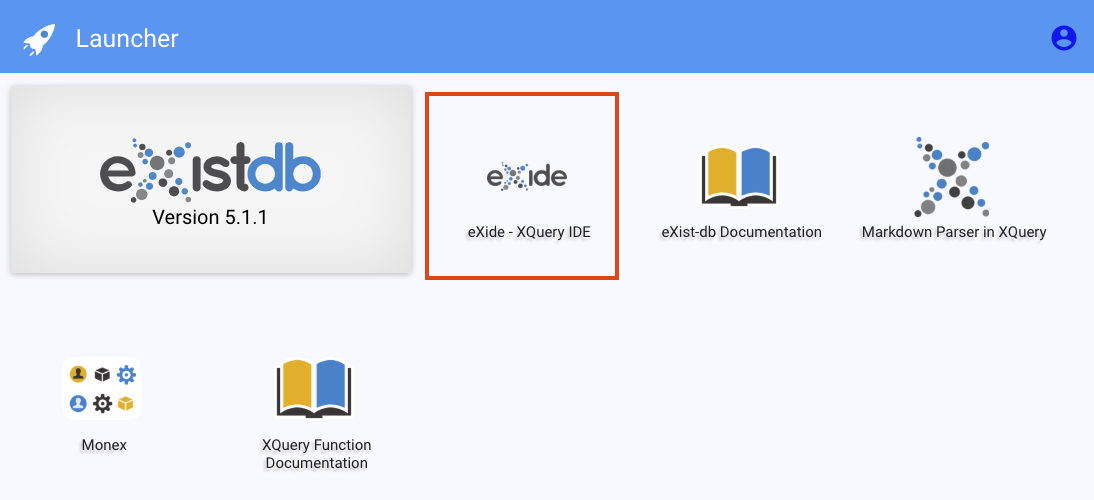 Launcher
existdb
Version 5.1.1
exide
eXide - XQuery IDE
eXist-db Documentation
Markdown Parser in XQuery
Monex
XQuery Function
Documentation